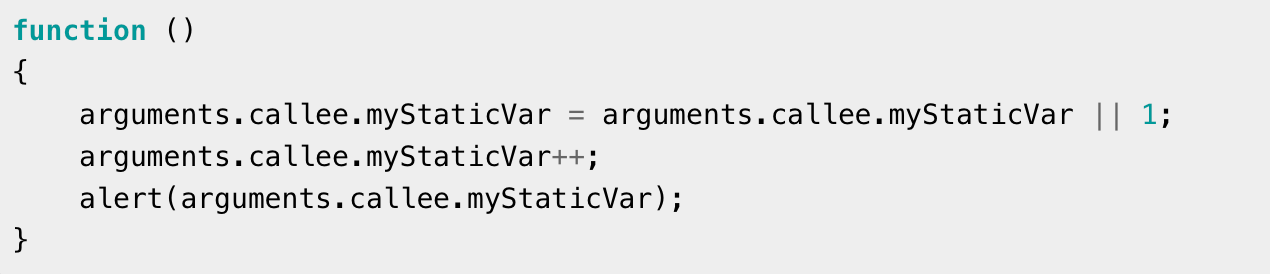 function ()
{
    arguments.callee.myStaticVar = arguments.callee.myStaticVar || 1;
    arguments.callee.myStaticVar++;
    alert(arguments.callee.myStaticVar);
}